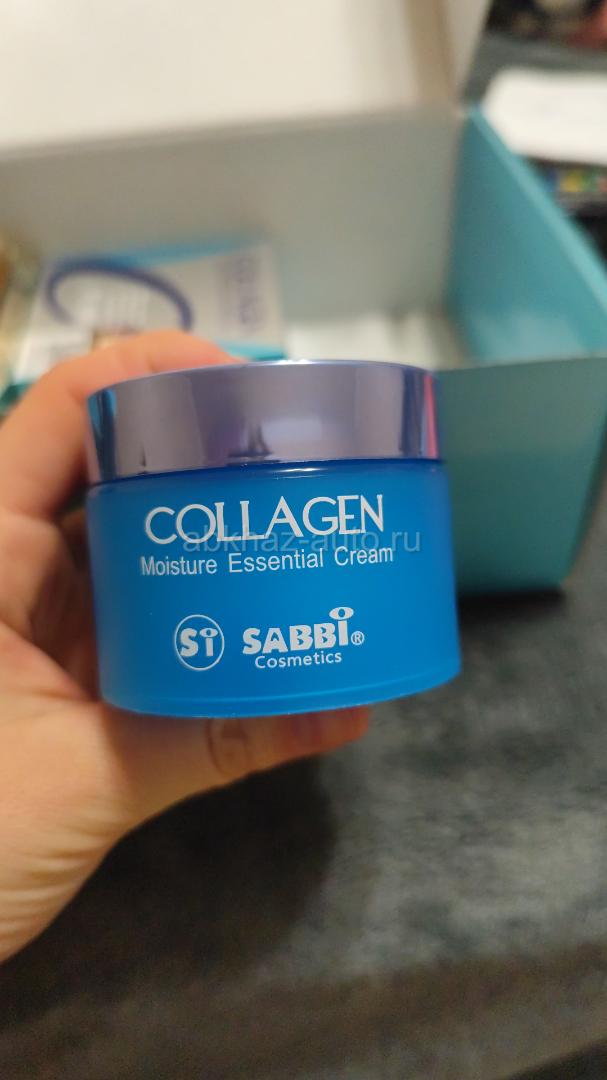 COLLAGEN
abkhaz-auto.ru
Moisture Essential Cream
Si SABBi®
Cosmetics